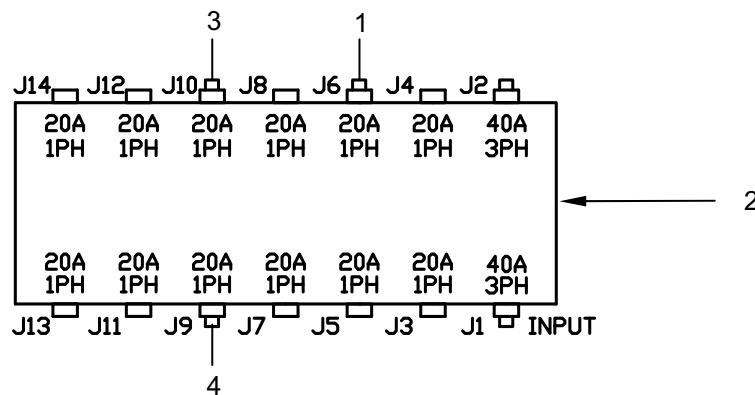 3 1
J14 J12 J10 J8 J6 J4 J2
20A 20A 20A 20A 20A 20A 40A
1PH 1PH 1PH 1PH 1PH 1PH 3PH
2
20A 20A 20A 20A 20A 20A 40A
1PH 1PH 1PH 1PH 1PH 1PH 3PH
J13 J11 J9 J7 J5 J3 J1 INPUT
4